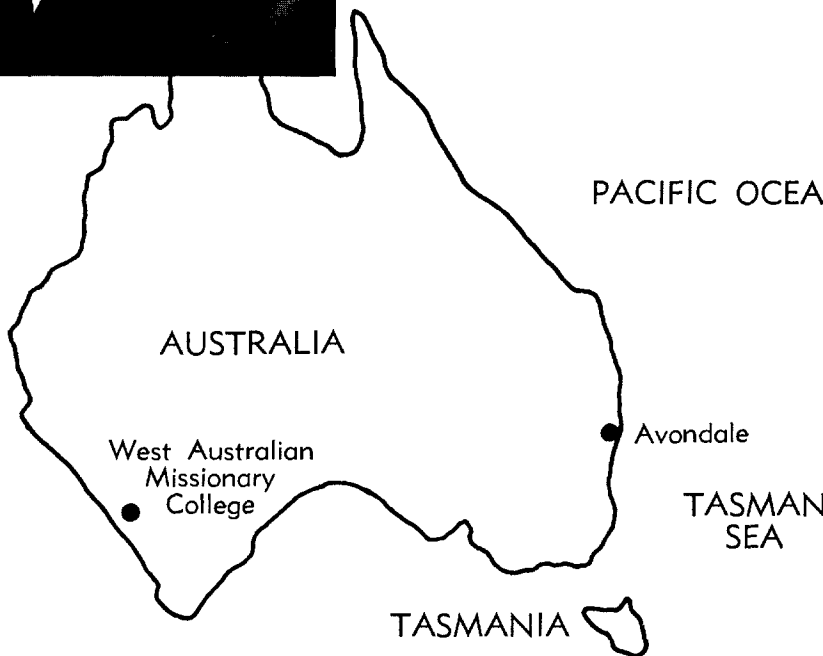 PACIFIC OCEA
AUSTRALIA
West Australian
Missionary
College
Avondale
TASMAN
SEA
TASMANIA